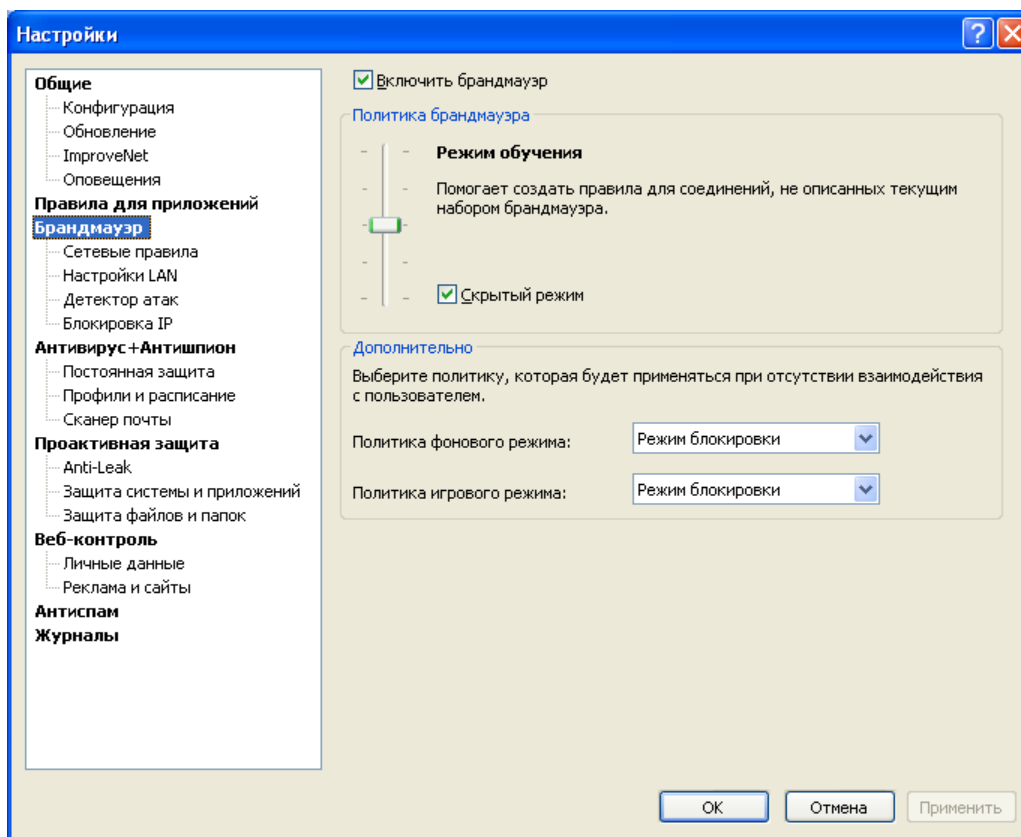 Настройки
Общие
Конфигурация
Обновление
ImproveNet
Оповещения
Правила для приложений
Брандмауэр
Сетевые правила
Настройки LAN
Детектор атак
Блокировка IP
Антивирус+Антишпион
Постоянная защита
Профили и расписание
Сканер почты
Проактивная защита
Anti-Leak
Защита системы и приложений
Защита файлов и папок
Веб-контроль
Личные данные
Реклама и сайты
Антиспам
Журналы
Включить брандмауэр
Политика брандмауэра
Режим обучения
Помогает создать правила для соединений, не описанных текущим
набором брандмауэра.
Скрытый режим
Дополнительно
Выберите политику, которая будет применяться при отсутствии взаимодействия
с пользователем.
Политика фонового режима: Режим блокировки
Политика игрового режима: Режим блокировки
ОК Отмена Применить